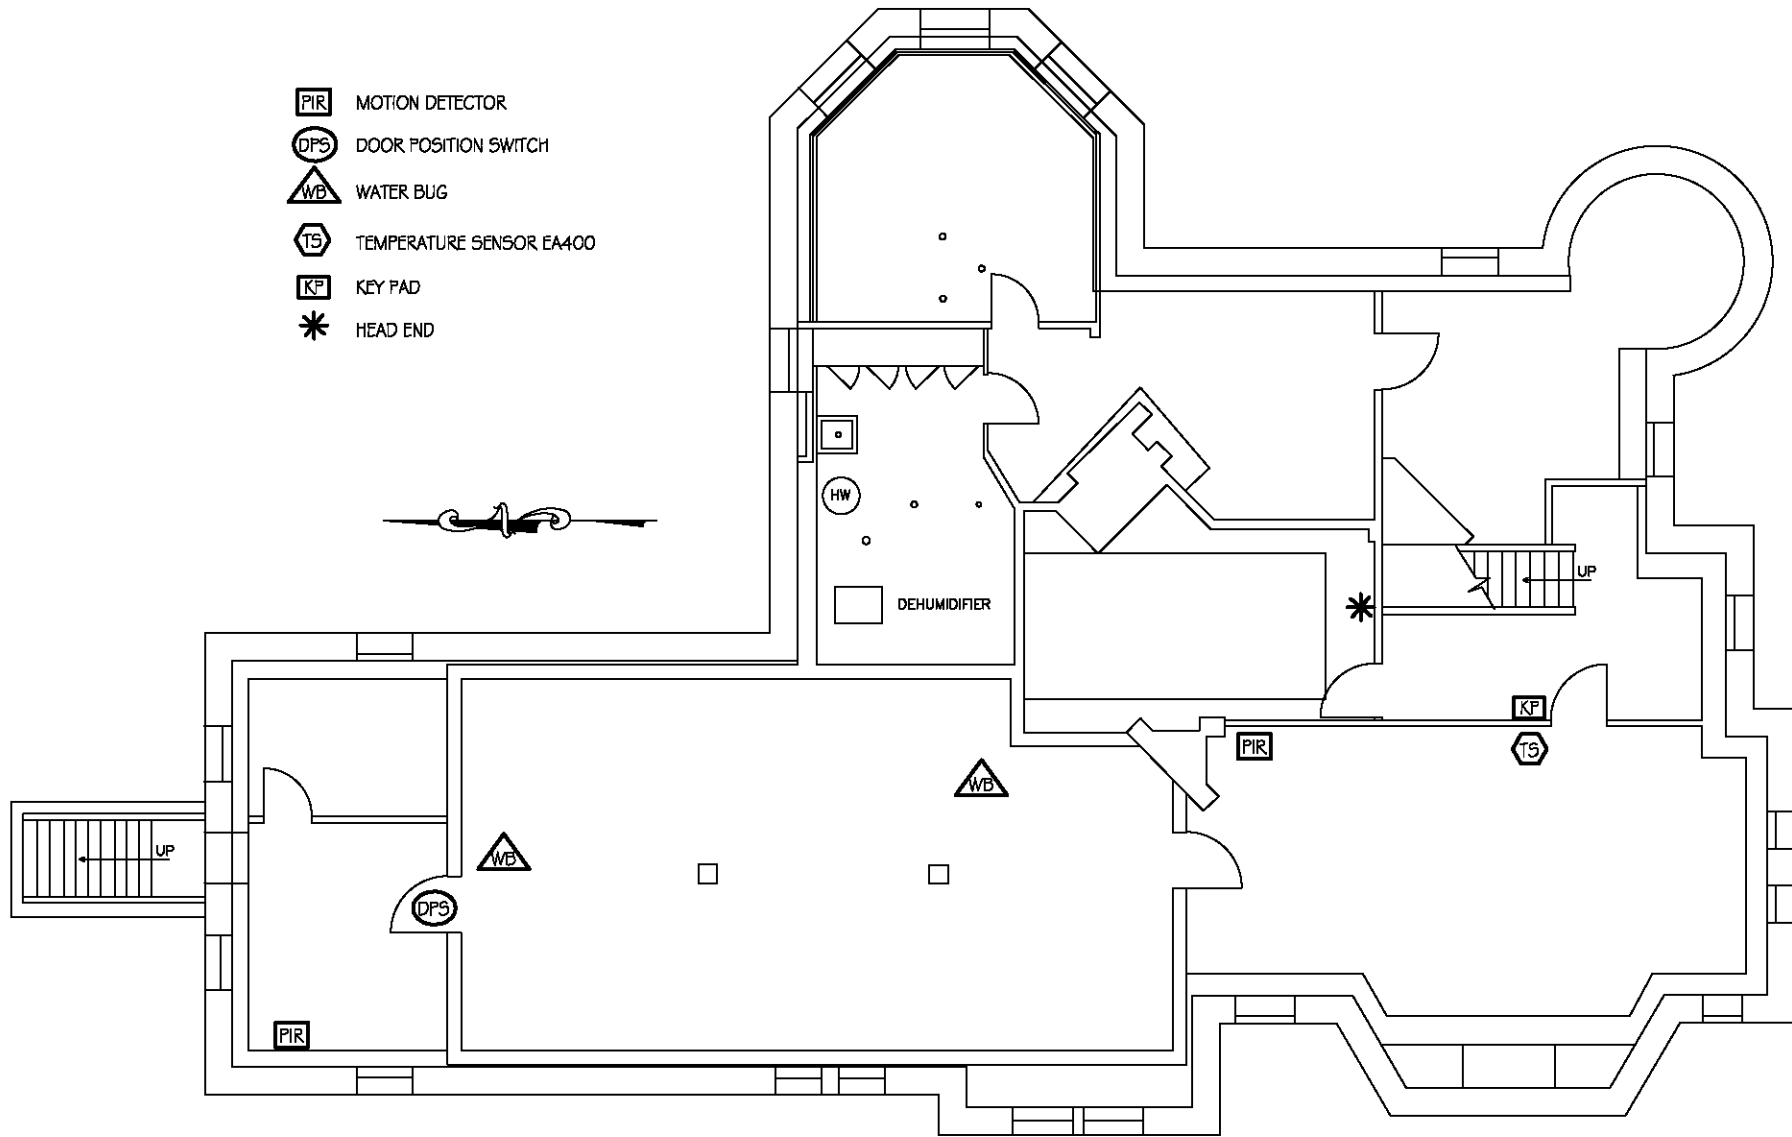 PIR MOTION DETECTOR
DPS DOOR POSITION SWITCH
WB WATER BUG
TS TEMPERATURE SENSOR EA400
KP KEY PAD
HEAD END
HW
UP
DEHUMIDIFIER
KP
PIR
TS
WB
WB
UP
DPS
PIR